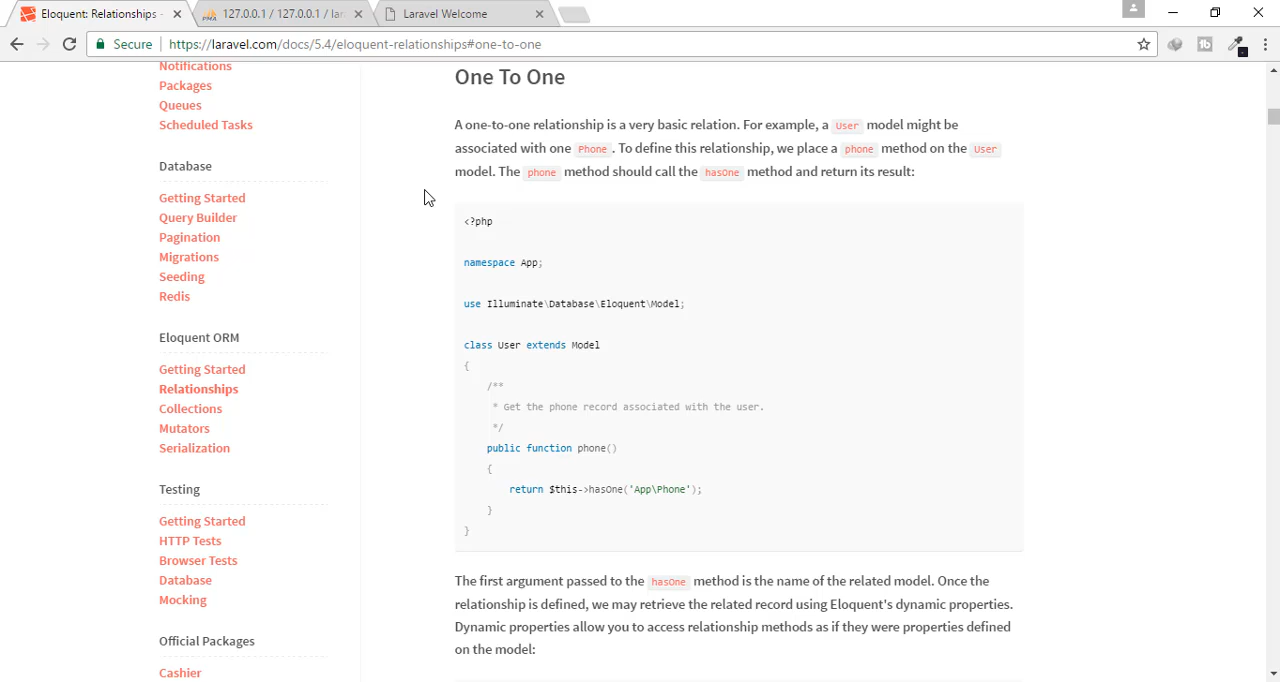 Eloquent: Relationships -
127.0.0.1 / 127.0.0.1 / lar
Laravel Welcome
Secure
https://laravel.com/docs/5.4/eloquent-relationships#one-to-one
Notifications
Packages
Queues
Scheduled Tasks
Database
Getting Started
Query Builder
Pagination
Migrations
Seeding
Redis
Eloquent ORM
Getting Started
Relationships
Collections
Mutators
Serialization
Testing
Getting Started
HTTP Tests
Browser Tests
Database
Mocking
Official Packages
Cashier
One To One
A one-to-one relationship is a very basic relation. For example, a User model might be
associated with one Phone . To define this relationship, we place a phone method on the User
model. The phone method should call the hasOne method and return its result:
<?php
namespace App;
use Illuminate\Database\Eloquent\Model;
class User extends Model
{
/**
* Get the phone record associated with the user.
*/
public function phone()
{
return $this->hasOne('App\Phone');
}
}
The first argument passed to the hasOne method is the name of the related model. Once the
relationship is defined, we may retrieve the related record using Eloquent's dynamic properties.
Dynamic properties allow you to access relationship methods as if they were properties defined
on the model: